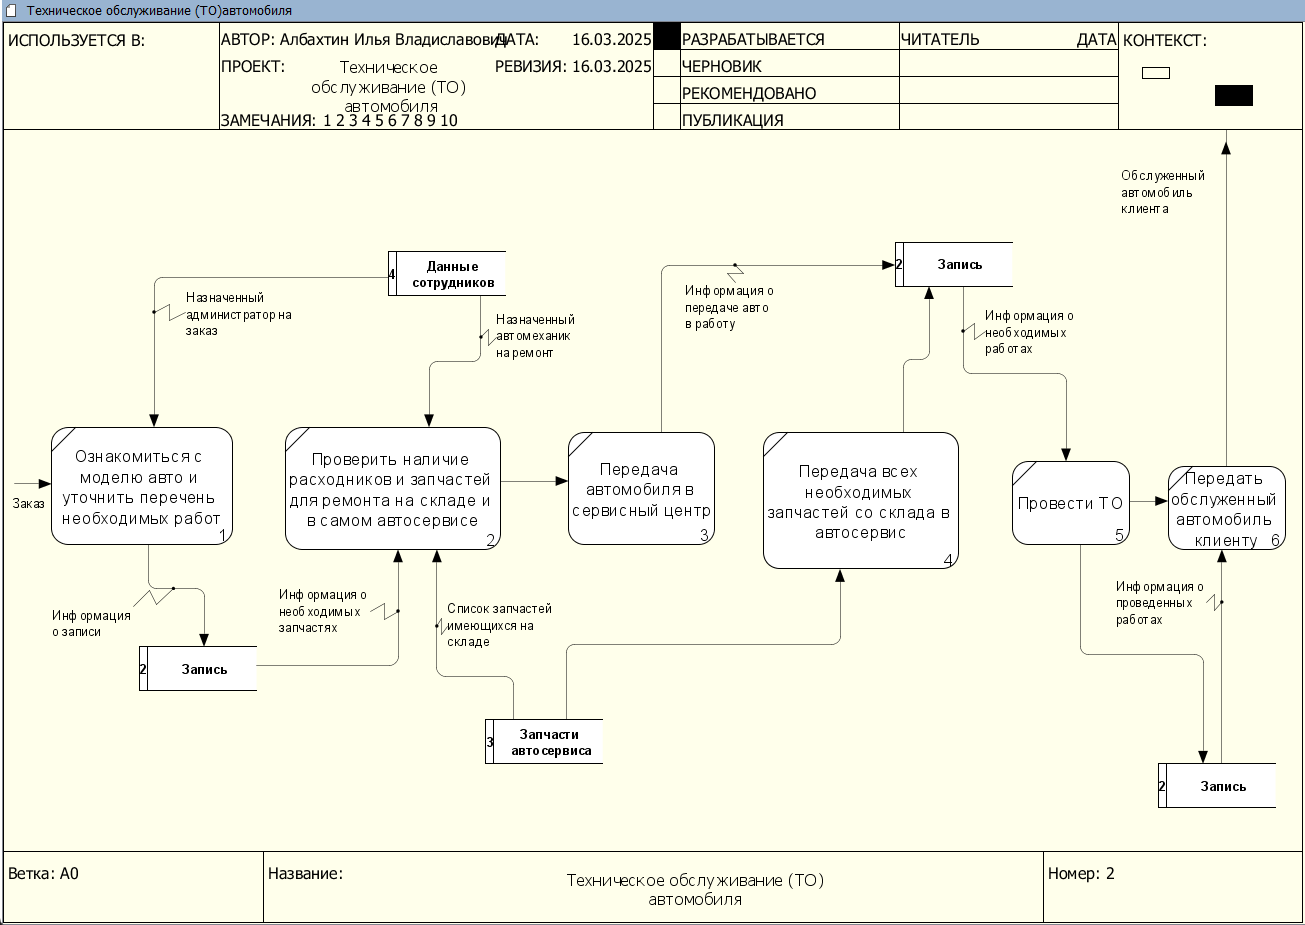 Техническое обслуживание (ТО)автомобиля
ИСПОЛЬЗУЕТСЯ В:
АВТОР: Албахтин Илья Владиславович
ДАТА: 16.03.2025
ПРОЕКТ: Техническое
обслуживание (ТО)
автомобиля
РЕВИЗИЯ: 16.03.2025
ЗАМЕЧАНИЯ: 1 2 3 4 5 6 7 8 9 10
РАЗРАБАТЫВАЕТСЯ
ЧЕРНОВИК
РЕКОМЕНДОВАНО
ПУБЛИКАЦИЯ
ЧИТАТЕЛЬ ДАТА
КОНТЕКСТ:
Обслуженный
автомобиль
клиента
4 Данные
сотрудников
2 Запись
Назначенный
администратор на
заказ
Назначенный
автомеханик
на ремонт
Информация о
передаче авто
в работу
Информация о
необходимых
работах
Заказ
Ознакомиться с
моделю авто и
уточнить перечень
необходимых работ
1
Проверить наличие
расходников и запчастей
для ремонта на складе и
в самом автосервисе
2
Передача
автомобиля в
сервисный центр
3
Передача всех
необходимых
запчастей со склада в
автосервис
4
Провести ТО
5
Передать
обслуженный
автомобиль
клиенту 6
Информация
о записи
Информация о
необходимых
запчастях
Список запчастей
имеющихся на
складе
Информация о
проведенных
работах
2 Запись
3 Запчасти
автосервиса
2 Запись
Ветка: A0
Название: Техническое обслуживание (ТО)
автомобиля
Номер: 2